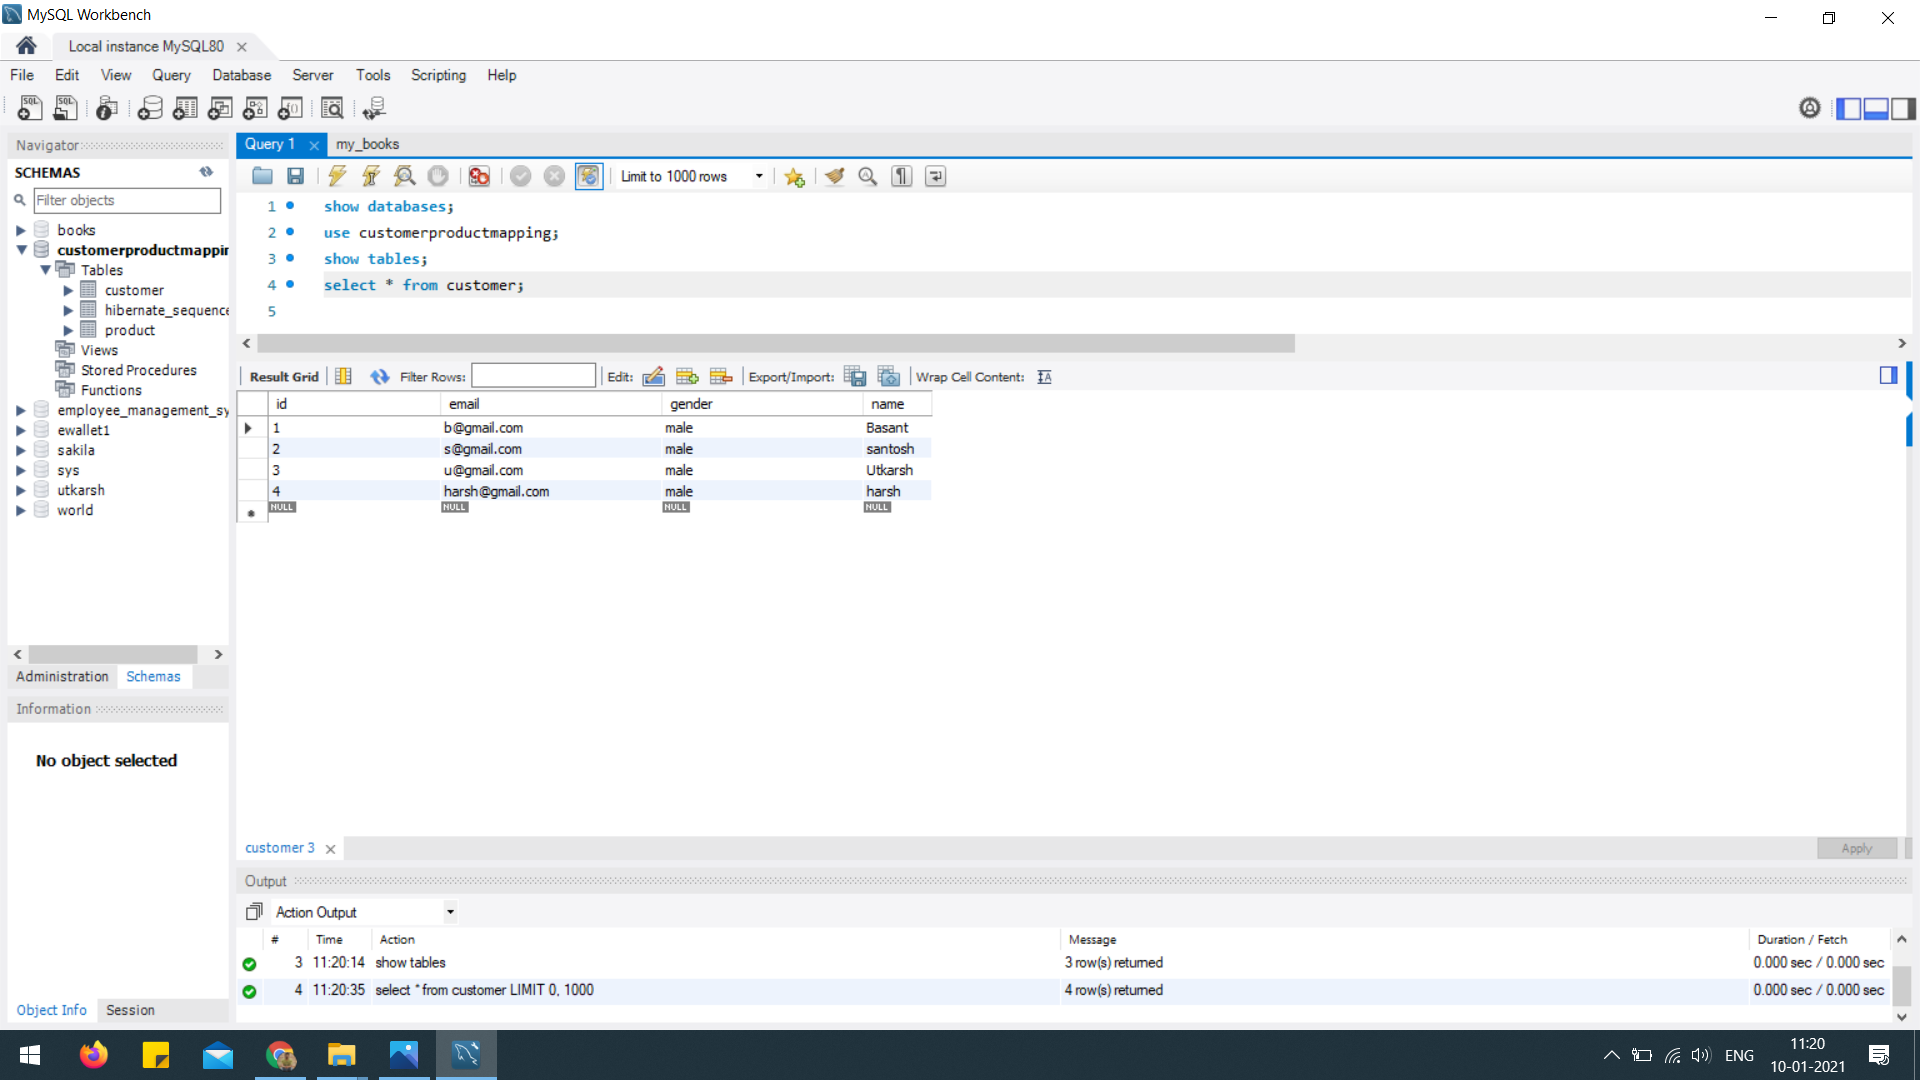 MySQL Workbench
Local instance MySQL80
File Edit View Query Database Server Tools Scripting Help
Navigator
SCHEMAS
Filter objects
books
customerproductmappin
Tables
customer
hibernate_sequence
product
Views
Stored Procedures
Functions
employee_management_sy
ewallet1
sakila
sys
utkarsh
world
Administration Schemas
Information
No object selected
Object Info Session
Query 1 my_books
Limit to 1000 rows
1 show databases;
2 use customerproductmapping;
3 show tables;
4 select * from customer;
5
Result Grid Filter Rows: Edit: Export/Import: Wrap Cell Content: IA
id email gender name
1 b@gmail.com male Basant
2 s@gmail.com male santosh
3 u@gmail.com male Utkarsh
4 harsh@gmail.com male harsh
NULL NULL NULL NULL
customer 3 Apply
Output
Action Output
# Time Action Message Duration / Fetch
3 11:20:14 show tables 3 row(s) returned 0.000 sec / 0.000 sec
4 11:20:35 select * from customer LIMIT 0, 1000 4 row(s) returned 0.000 sec / 0.000 sec
ENG
11:20
10-01-2021